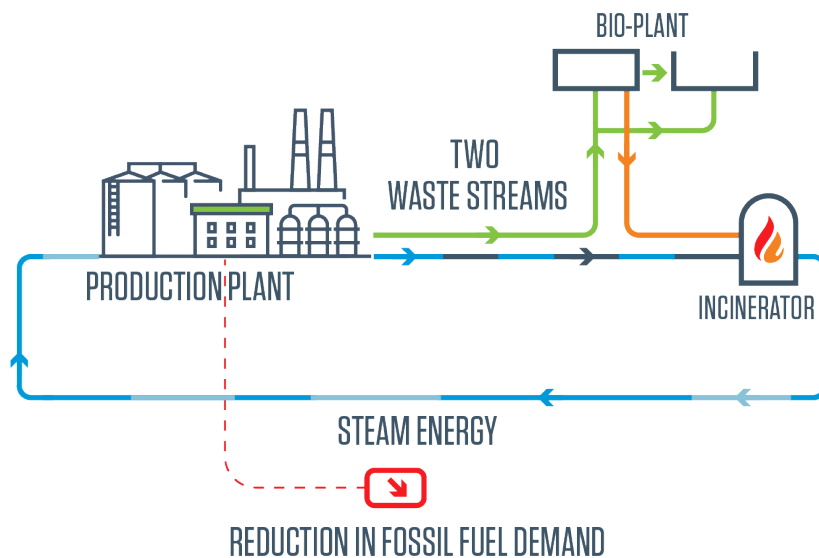 BIO-PLANT
TWO
WASTE STREAMS
PRODUCTION PLANT
INCINERATOR
STEAM ENERGY
REDUCTION IN FOSSIL FUEL DEMAND